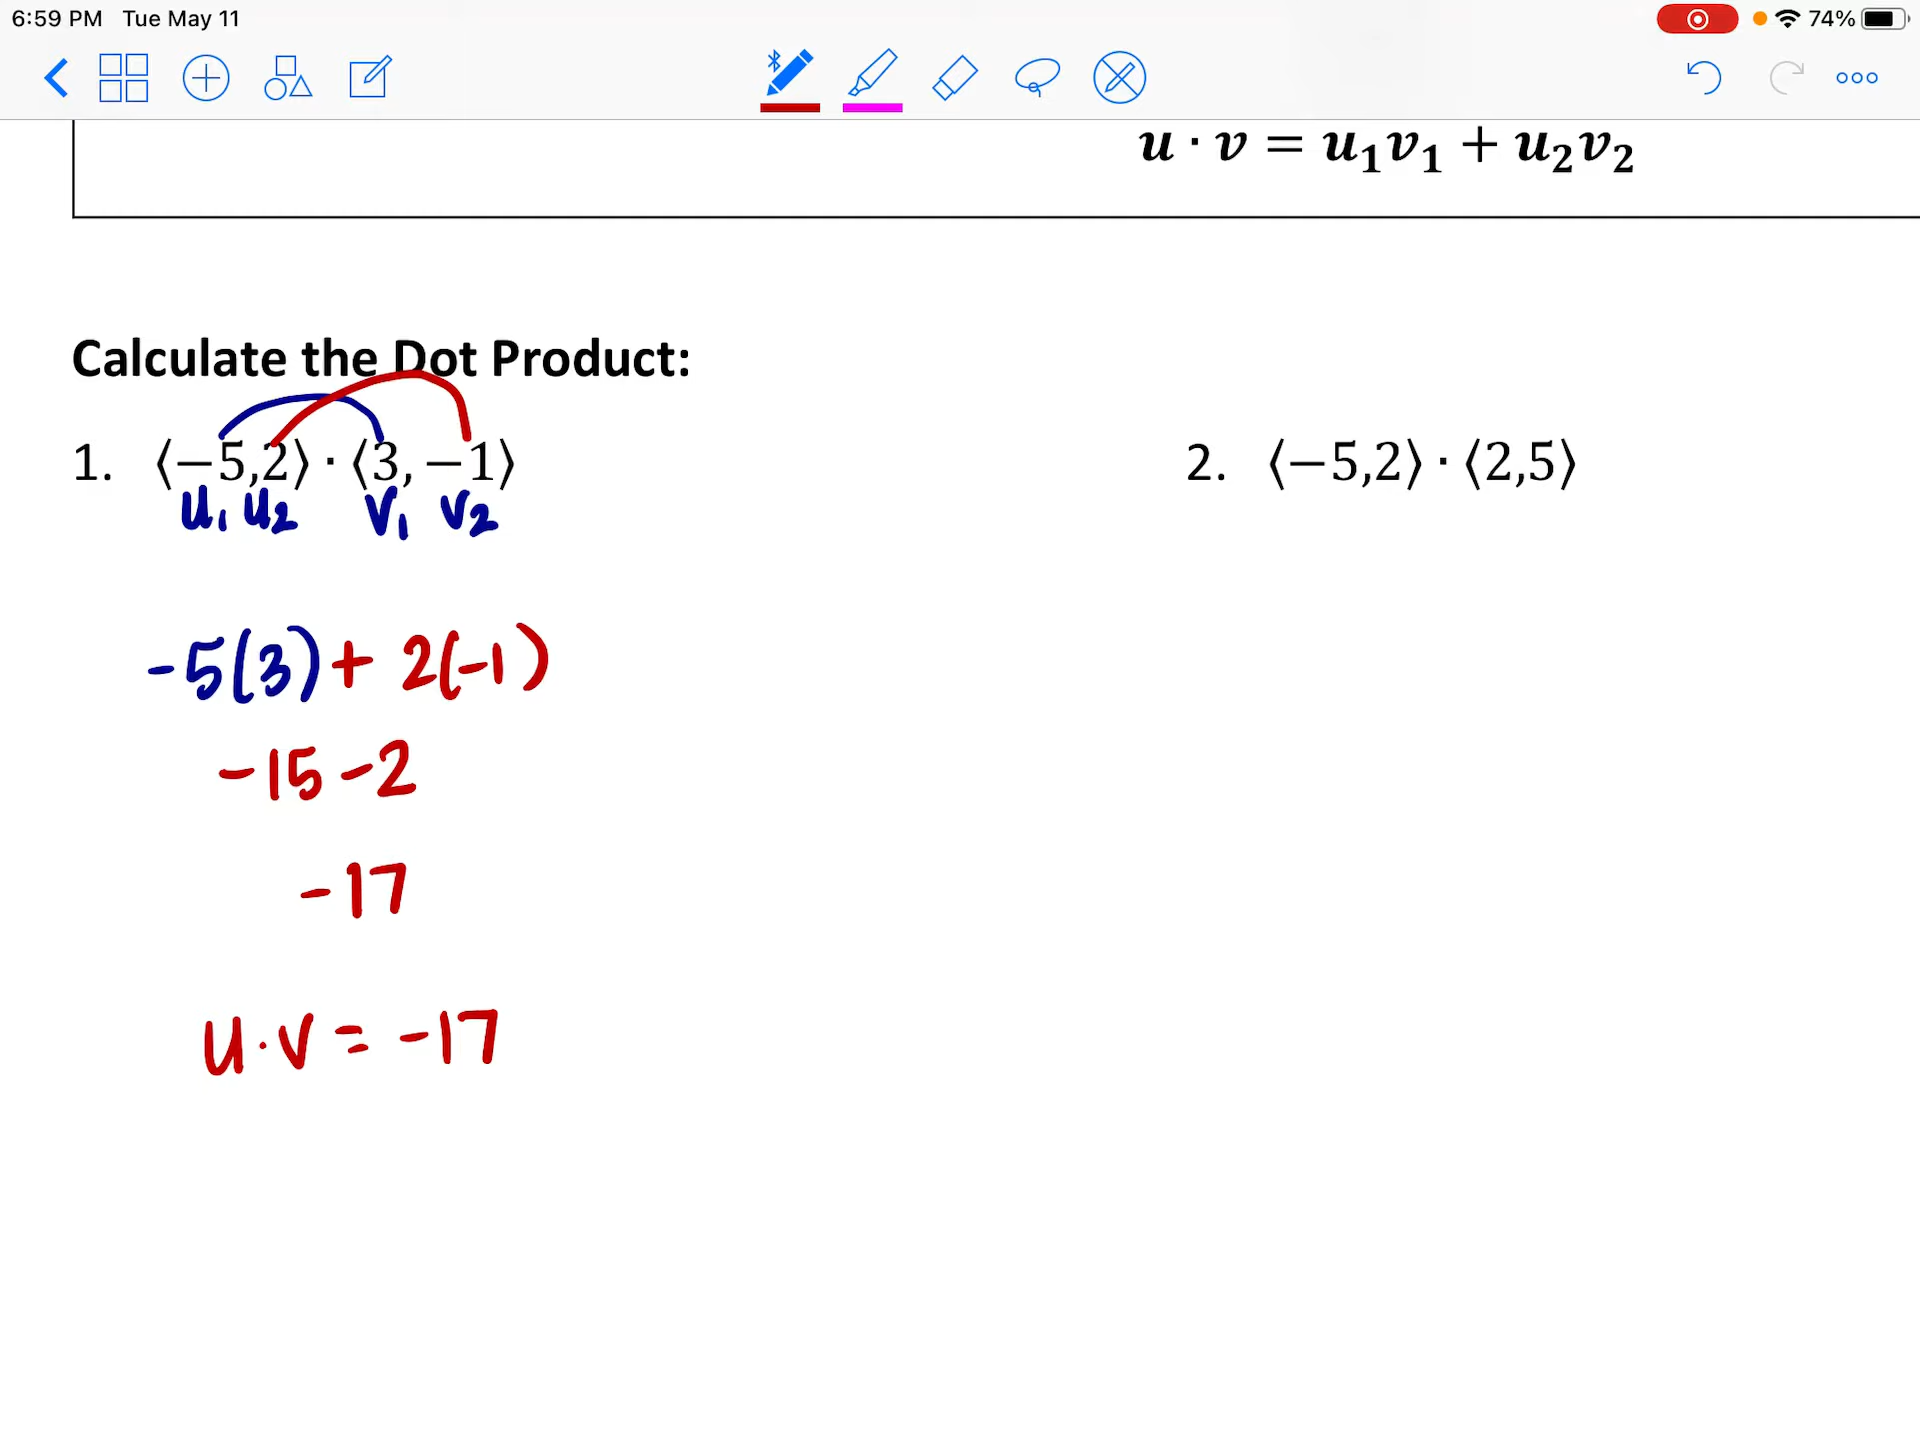 6:59 PM Tue May 11 74%
u · v = u₁v₁ + u₂v₂
Calculate the Dot Product:
1. ⟨−5,2⟩ · ⟨3, −1⟩
u₁ u₂ v₁ v₂
-5(3) + 2(-1)
-15 -2
-17
u · v = -17
2. ⟨−5,2⟩ · ⟨2,5⟩